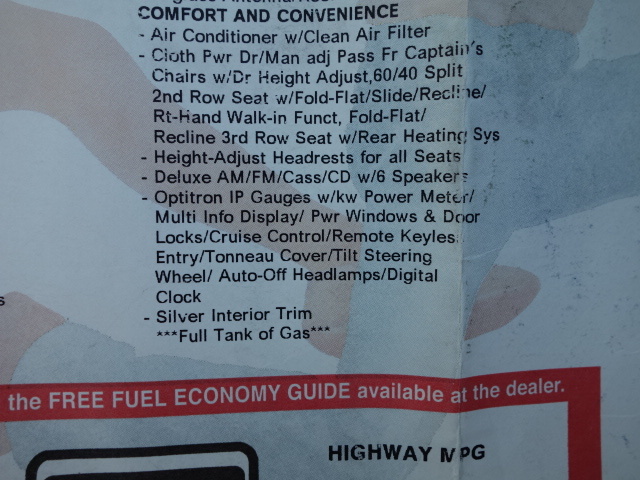 COMFORT AND CONVENIENCE
- Air Conditioner w/Clean Air Filter
- Cloth Pwr Dr/Man adj Pass Fr Captain's
Chairs w/Dr Height Adjust,60/40 Split
2nd Row Seat w/Fold-Flat/Slide/Recline/
Rt-Hand Walk-in Funct, Fold-Flat/
Recline 3rd Row Seat w/Rear Heating Sys
- Height-Adjust Headrests for all Seats
- Deluxe AM/FM/Cass/CD w/6 Speakers
- Optitron IP Gauges w/kw Power Meter/
Multi Info Display/ Pwr Windows & Door
Locks/Cruise Control/Remote Keyless
Entry/Tonneau Cover/Tilt Steering
Wheel/ Auto-Off Headlamps/Digital
Clock
- Silver Interior Trim
***Full Tank of Gas***
the FREE FUEL ECONOMY GUIDE available at the dealer.
HIGHWAY MPG